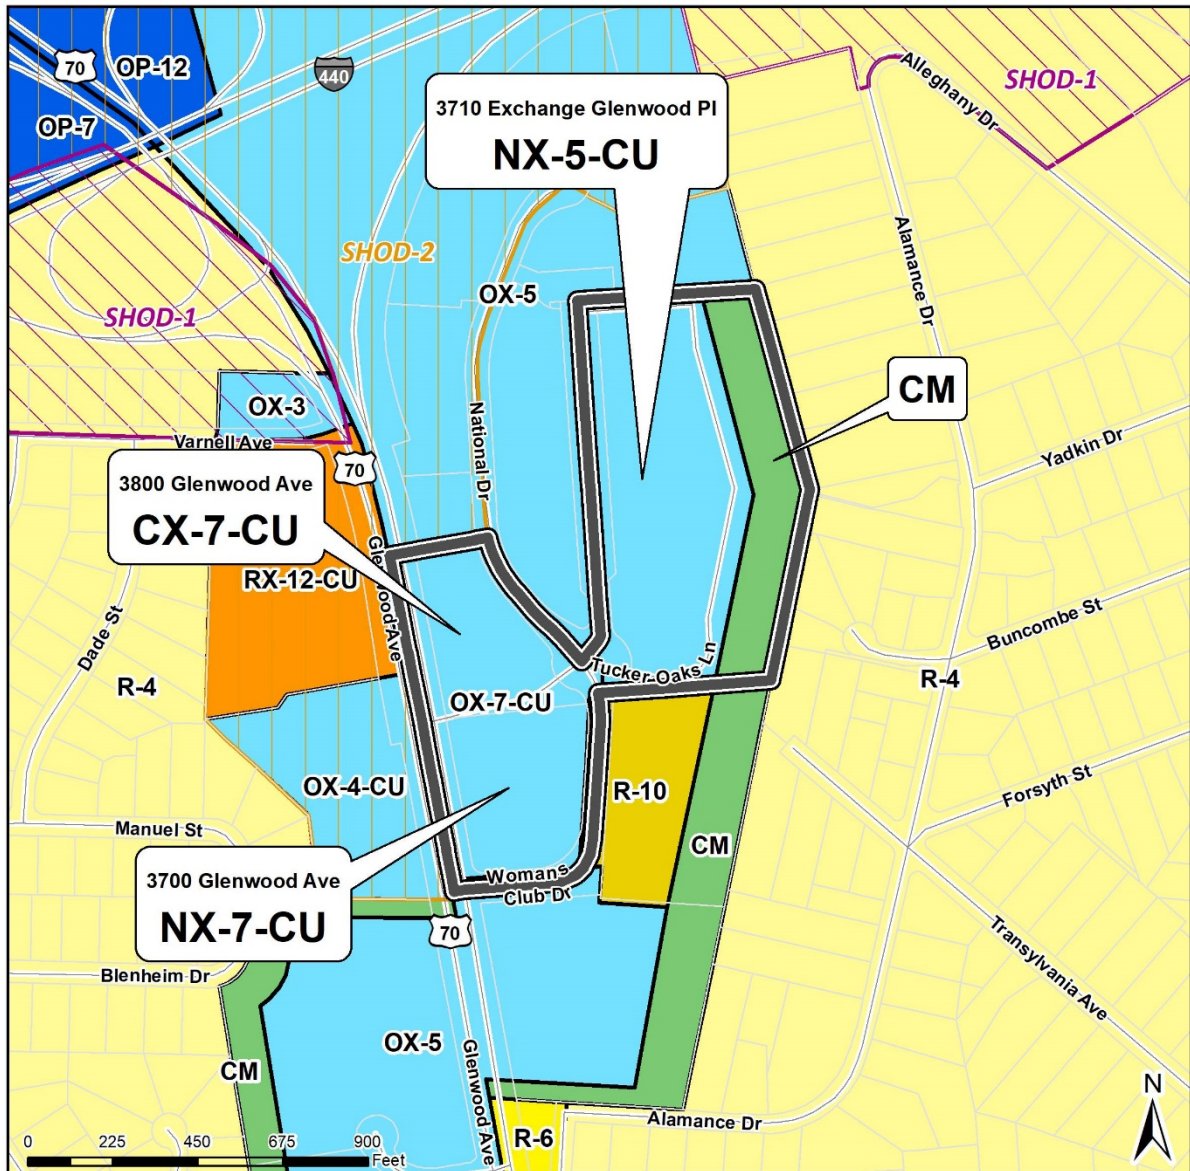 70
OP-12
OP-7
440
3710 Exchange Glenwood Pl
NX-5-CU
SHOD-1
Alleghany Dr
SHOD-2
SHOD-1
OX-5
Alamance Dr
OX-3
Varnell Ave
70
National Dr
CM
Yadkin Dr
3800 Glenwood Ave
CX-7-CU
RX-12-CU
Glenwood Ave
Dade St
R-4
Buncombe St
Tucker Oaks Ln
R-4
OX-7-CU
OX-4-CU
R-10
Forsyth St
Manuel St
CM
3700 Glenwood Ave
NX-7-CU
Womans
Club Dr
70
Transylvania Ave
Blenheim Dr
OX-5
CM
Glenwood Ave
N
Alamance Dr
R-6
0 225 450 675 900
Feet